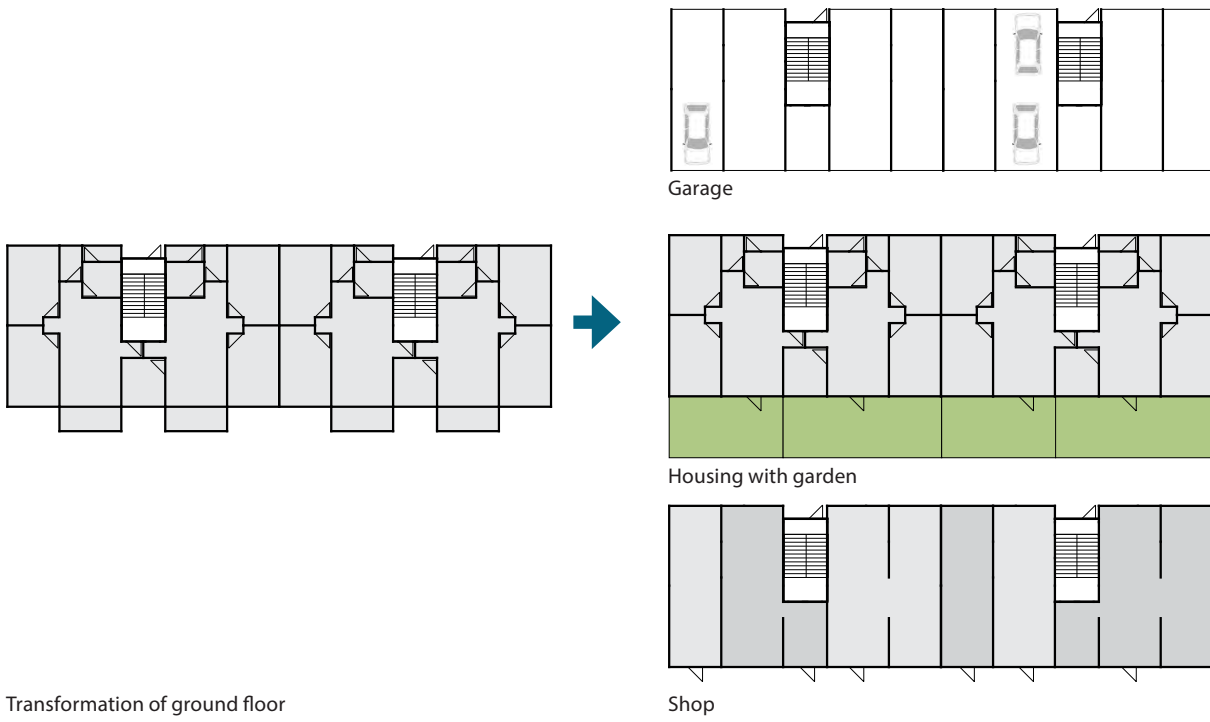 Garage
Housing with garden
Transformation of ground floor
Shop